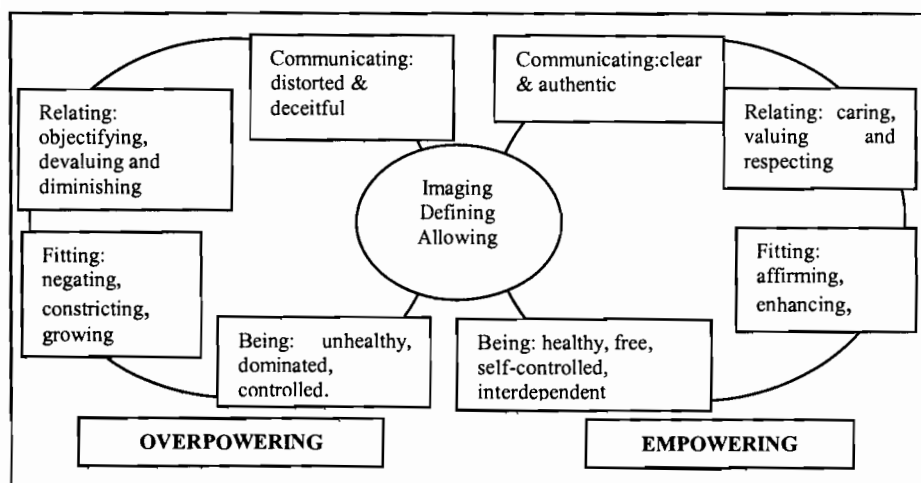 Communicating:
distorted &
deceitful
Communicating:clear
& authentic
Relating:
objectifying,
devaluing and
diminishing
Relating: caring,
valuing and
respecting
Imaging
Defining
Allowing
Fitting:
negating,
constricting,
growing
Fitting:
affirming,
enhancing,
Being: unhealthy,
dominated,
controlled.
Being: healthy, free,
self-controlled,
interdependent
OVERPOWERING
EMPOWERING